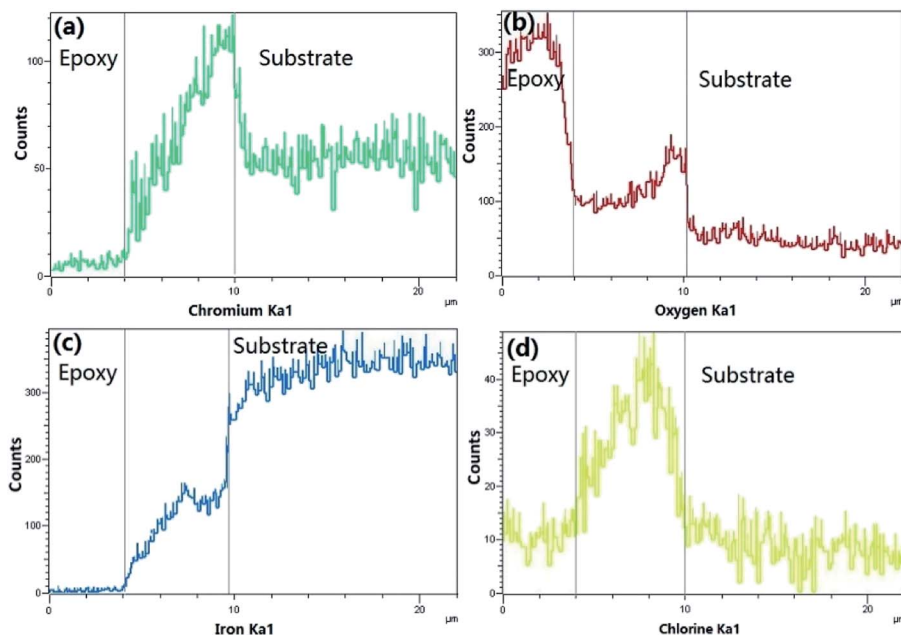 (a)
Epoxy
Substrate
Counts
100
50
0
0
10
20
μm
Chromium Ka1
(b)
Epoxy
Substrate
Counts
300
200
100
0
0
10
20
μm
Oxygen Ka1
(c)
Epoxy
Substrate
Counts
300
200
100
0
0
10
20
μm
Iron Ka1
(d)
Epoxy
Substrate
Counts
40
30
20
10
0
0
10
20
μm
Chlorine Ka1